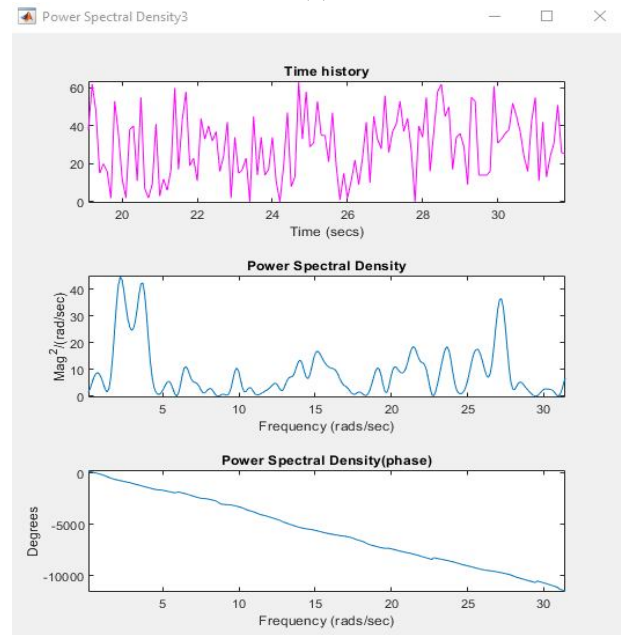 Power Spectral Density3
Time history
60
40
20
0
20 22 24 26 28 30
Time (secs)
Power Spectral Density
Mag²/(rad/sec)
40
30
20
10
0
5 10 15 20 25 30
Frequency (rads/sec)
Power Spectral Density(phase)
Degrees
0
-5000
-10000
5 10 15 20 25 30
Frequency (rads/sec)